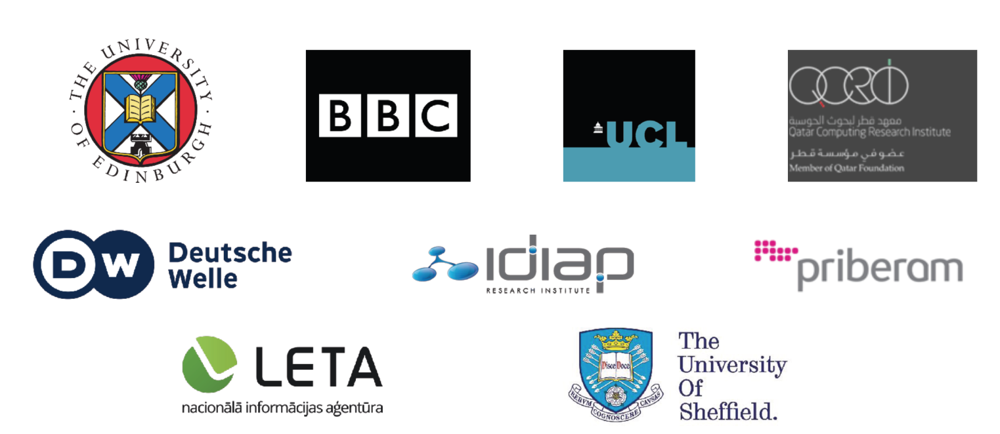 THE UNIVERSITY
OF EDINBURGH
BBC
UCL
QCRI
معهد قطر لبحوث الحوسبة
Qatar Computing Research Institute
عضو في مؤسسة قطر
Member of Qatar Foundation
DW
Deutsche
Welle
idiap
RESEARCH INSTITUTE
priberam
LETA
nacionālā informācijas aģentūra
Disce Doce
RERVM
COGNOSCERE
CAVSAS
The
University
Of
Sheffield.